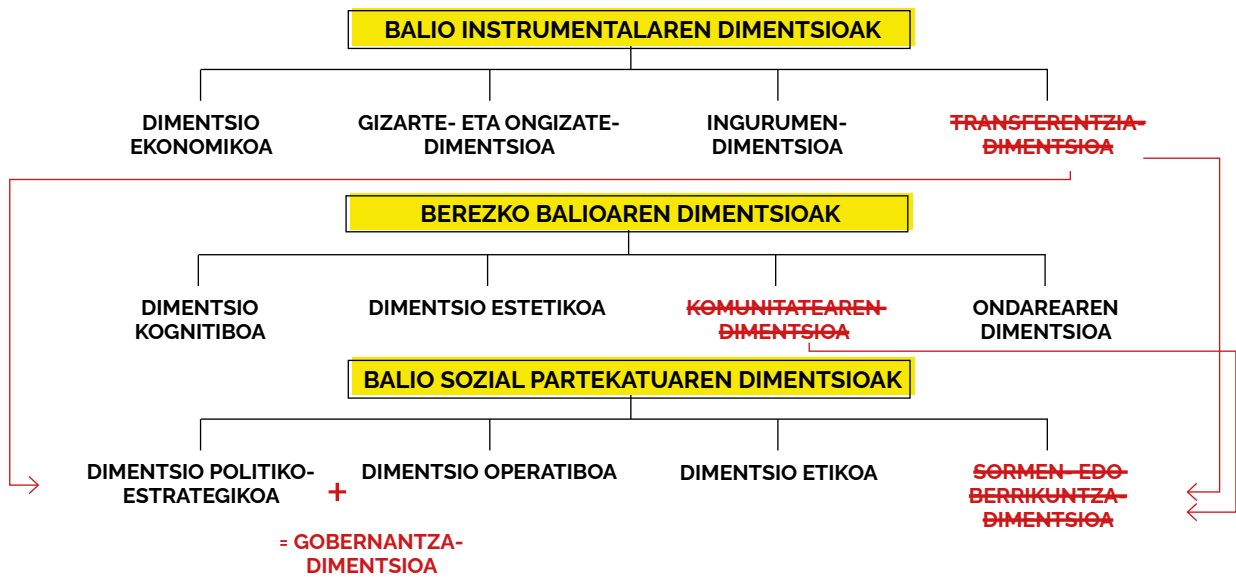 BALIO INSTRUMENTALAREN DIMENTSIOAK
DIMENTSIO
EKONOMIKOA
GIZARTE- ETA ONGIZATE-
DIMENTSIOA
INGURUMEN-
DIMENTSIOA
TRANSFERENTZIA-
DIMENTSIOA
BEREZKO BALIOAREN DIMENTSIOAK
DIMENTSIO
KOGNITIBOA
DIMENTSIO ESTETIKOA
KOMUNITATEAREN
DIMENTSIOA
ONDAREAREN
DIMENTSIOA
BALIO SOZIAL PARTEKATUAREN DIMENTSIOAK
DIMENTSIO POLITIKO-
ESTRATEGIKOA
+
DIMENTSIO OPERATIBOA
DIMENTSIO ETIKOA
SORMEN- EDO
BERRIKUNTZA-
DIMENTSIOA
= GOBERNANTZA-
DIMENTSIOA